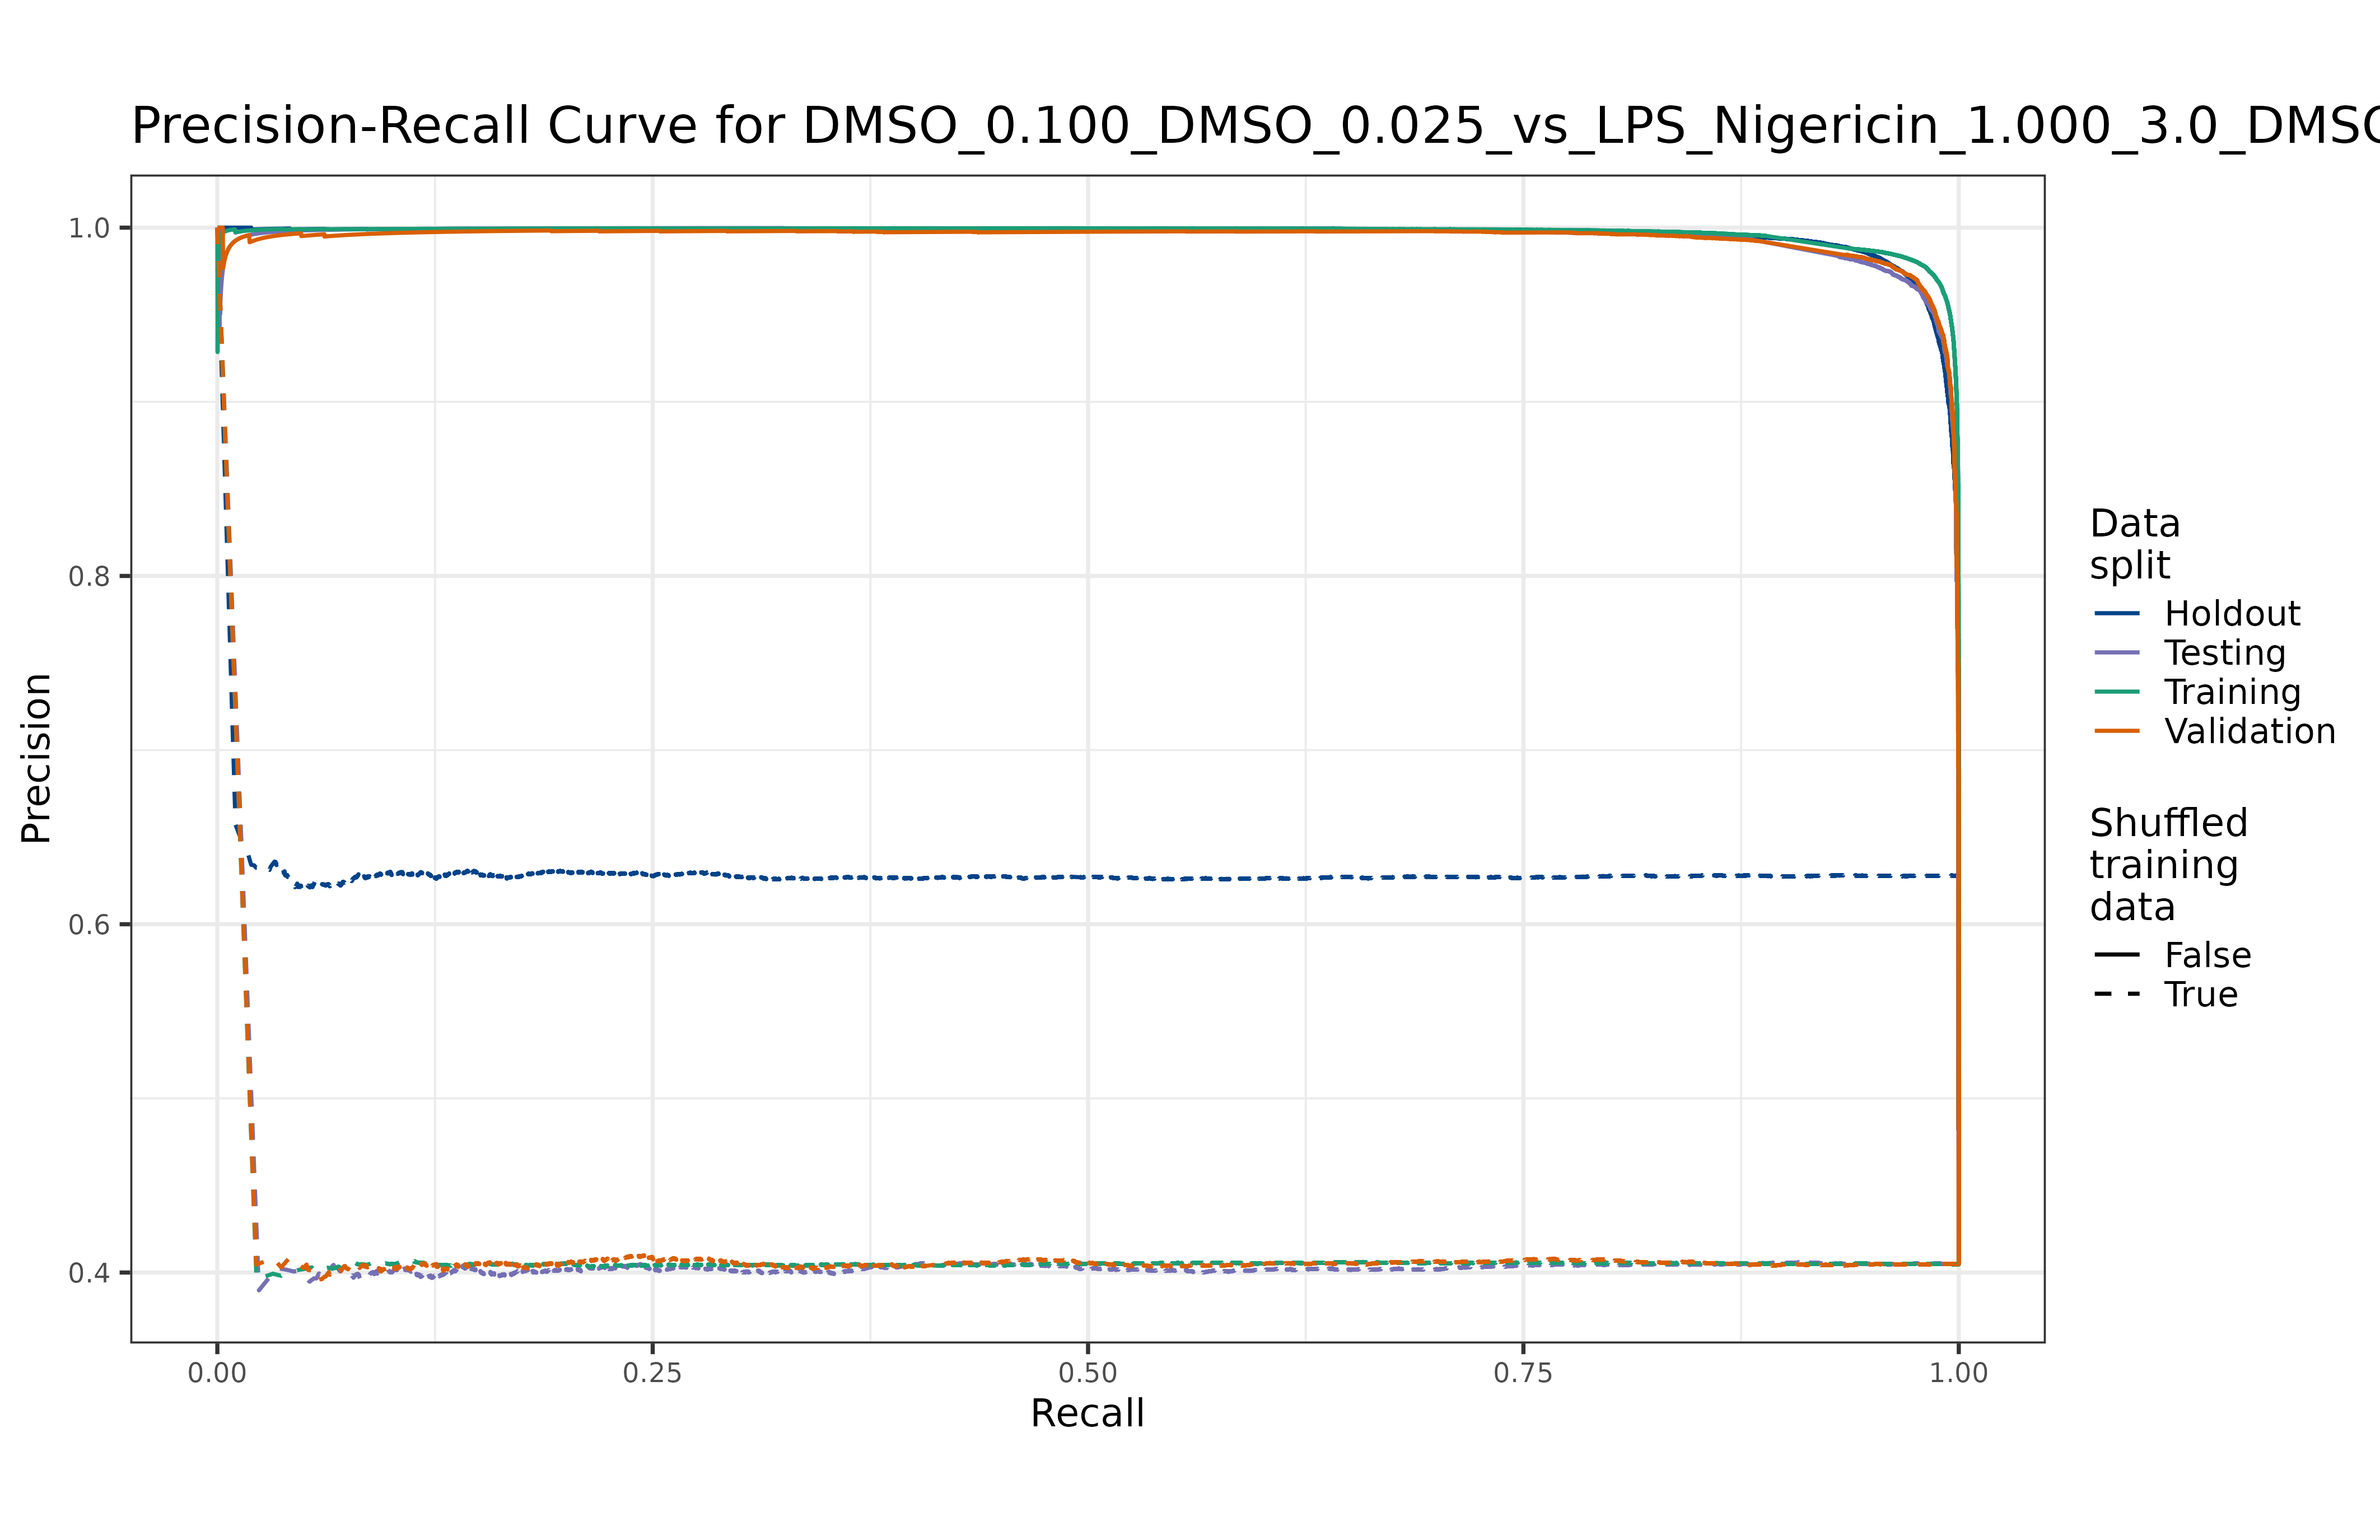 Precision-Recall Curve for DMSO_0.100_DMSO_0.025_vs_LPS_Nigericin_1.000_3.0_DMSO
Precision
1.0
0.8
0.6
0.4
0.00
0.25
0.50
0.75
1.00
Recall
Data
split
Holdout
Testing
Training
Validation
Shuffled
training
data
False
True